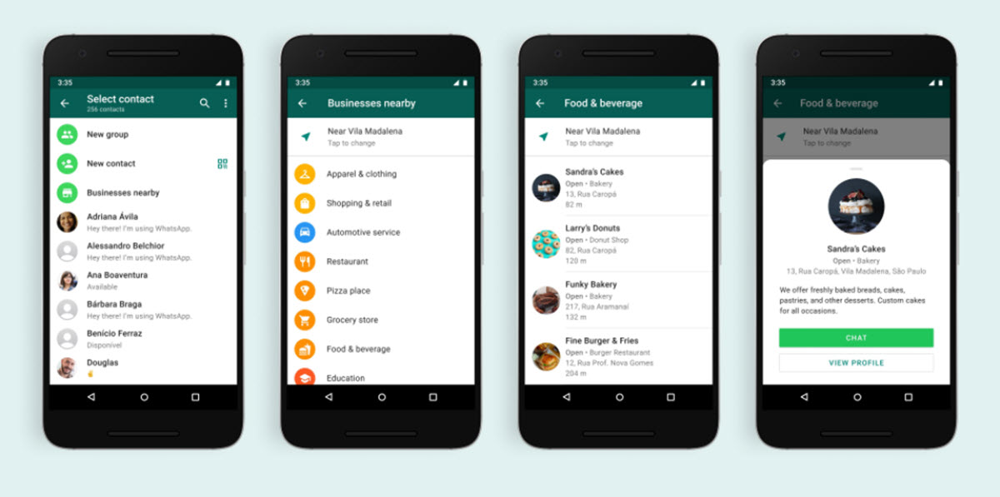 3:35
Select contact
256 contacts
New group
New contact
Businesses nearby
Adriana Ávila
Hey there! I'm using WhatsApp.
Alessandro Belchior
Hey there! I'm using WhatsApp.
Ana Boaventura
Available
Bárbara Braga
Hey there! I'm using WhatsApp.
Benício Ferraz
Disponível
Douglas
✌
3:35
Businesses nearby
Near Vila Madalena
Tap to change
Apparel & clothing
Shopping & retail
Automotive service
Restaurant
Pizza place
Grocery store
Food & beverage
Education
3:35
Food & beverage
Near Vila Madalena
Tap to change
Sandra's Cakes
Open • Bakery
13, Rua Caropá
82 m
Larry's Donuts
Open • Donut Shop
82, Rua Caropá
120 m
Funky Bakery
Open • Bakery
217, Rua Aramanaí
132 m
Fine Burger & Fries
Open • Burger Restaurant
12, Rua Prof. Nova Gomes
204 m
3:35
Food & beverage
Near Vila Madalena
Tap to change
Sandra's Cakes
Open • Bakery
13, Rua Caropá, Vila Madalena, São Paulo
We offer freshly baked breads, cakes,
pastries, and other desserts. Custom cakes
for all occasions.
CHAT
VIEW PROFILE